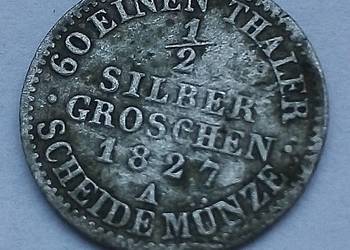 60 EINEN THALER
1/2
SILBER
GROSCHEN
1827
A
SCHEIDE MÜNZE